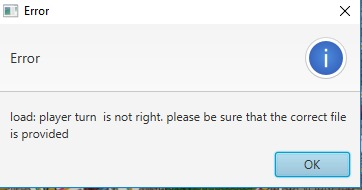 Error
Error
load: player turn  is not right. please be sure that the correct file
is provided
OK